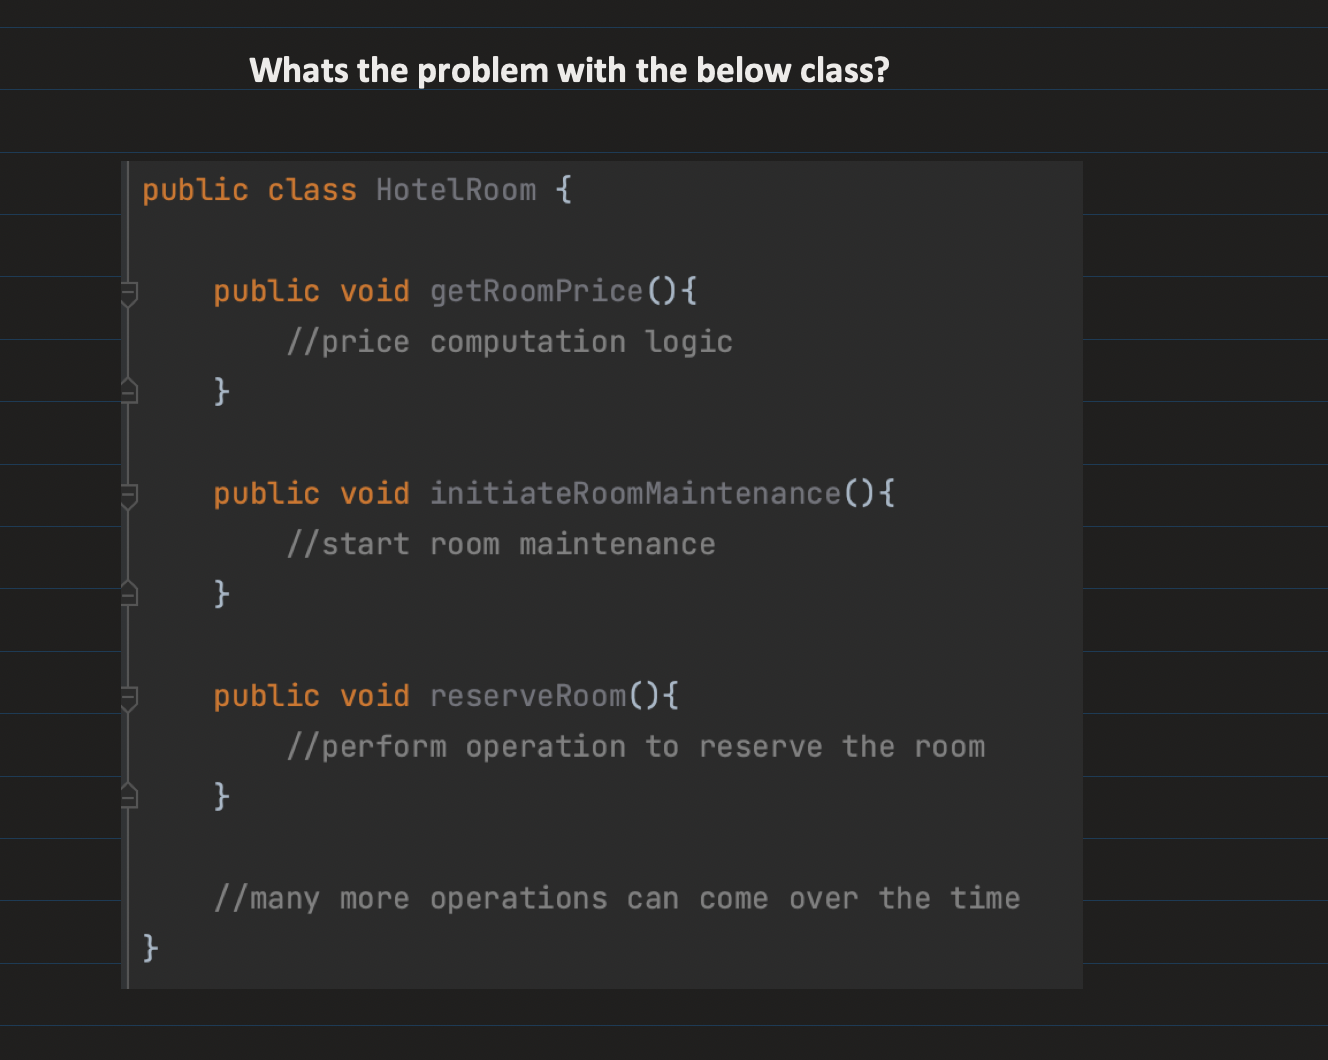 Whats the problem with the below class?
public class HotelRoom {
public void getRoomPrice(){
//price computation logic
}
public void initiateRoomMaintenance(){
//start room maintenance
}
public void reserveRoom(){
//perform operation to reserve the room
}
//many more operations can come over the time
}